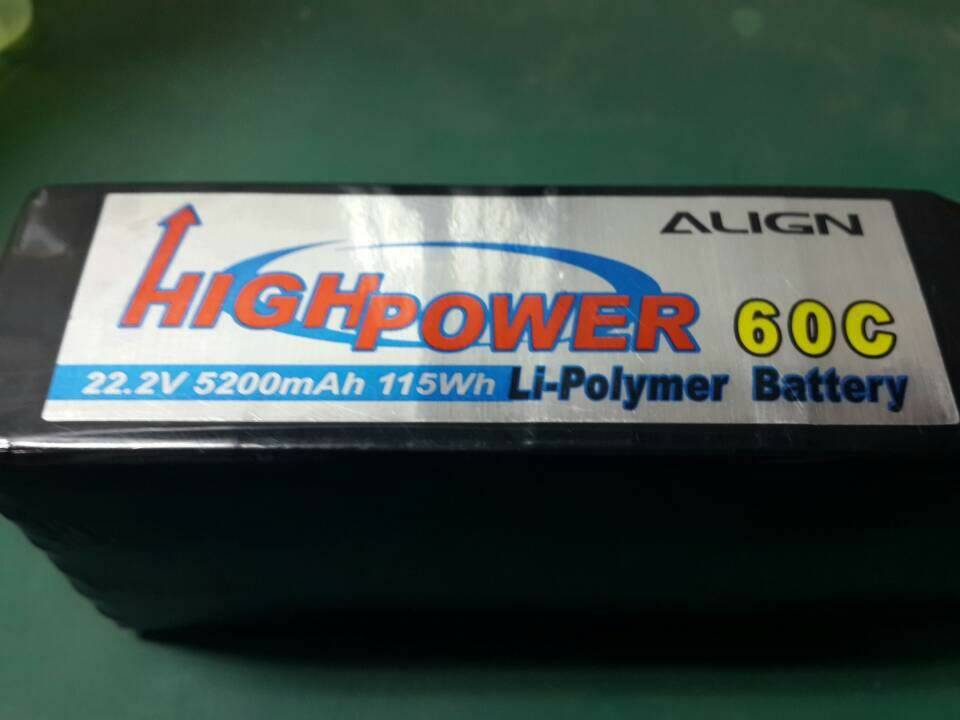 ALIGN
HIGHPOWER 60C
22.2V 5200mAh 115Wh Li-Polymer Battery